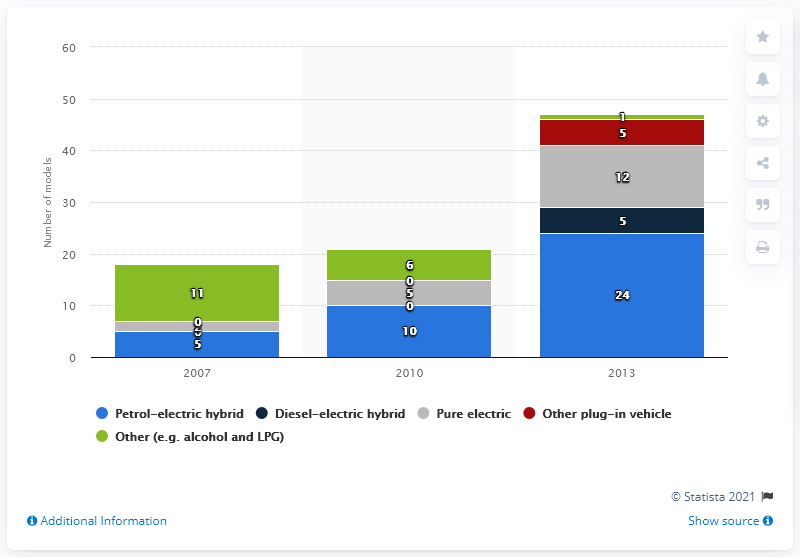 60
50
40
30
20
10
0
Number of models
11
0
5
6
0
5
0
10
1
5
12
5
24
2007
2010
2013
Petrol-electric hybrid
Diesel-electric hybrid
Pure electric
Other plug-in vehicle
Other (e.g. alcohol and LPG)
© Statista 2021
Additional Information
Show source